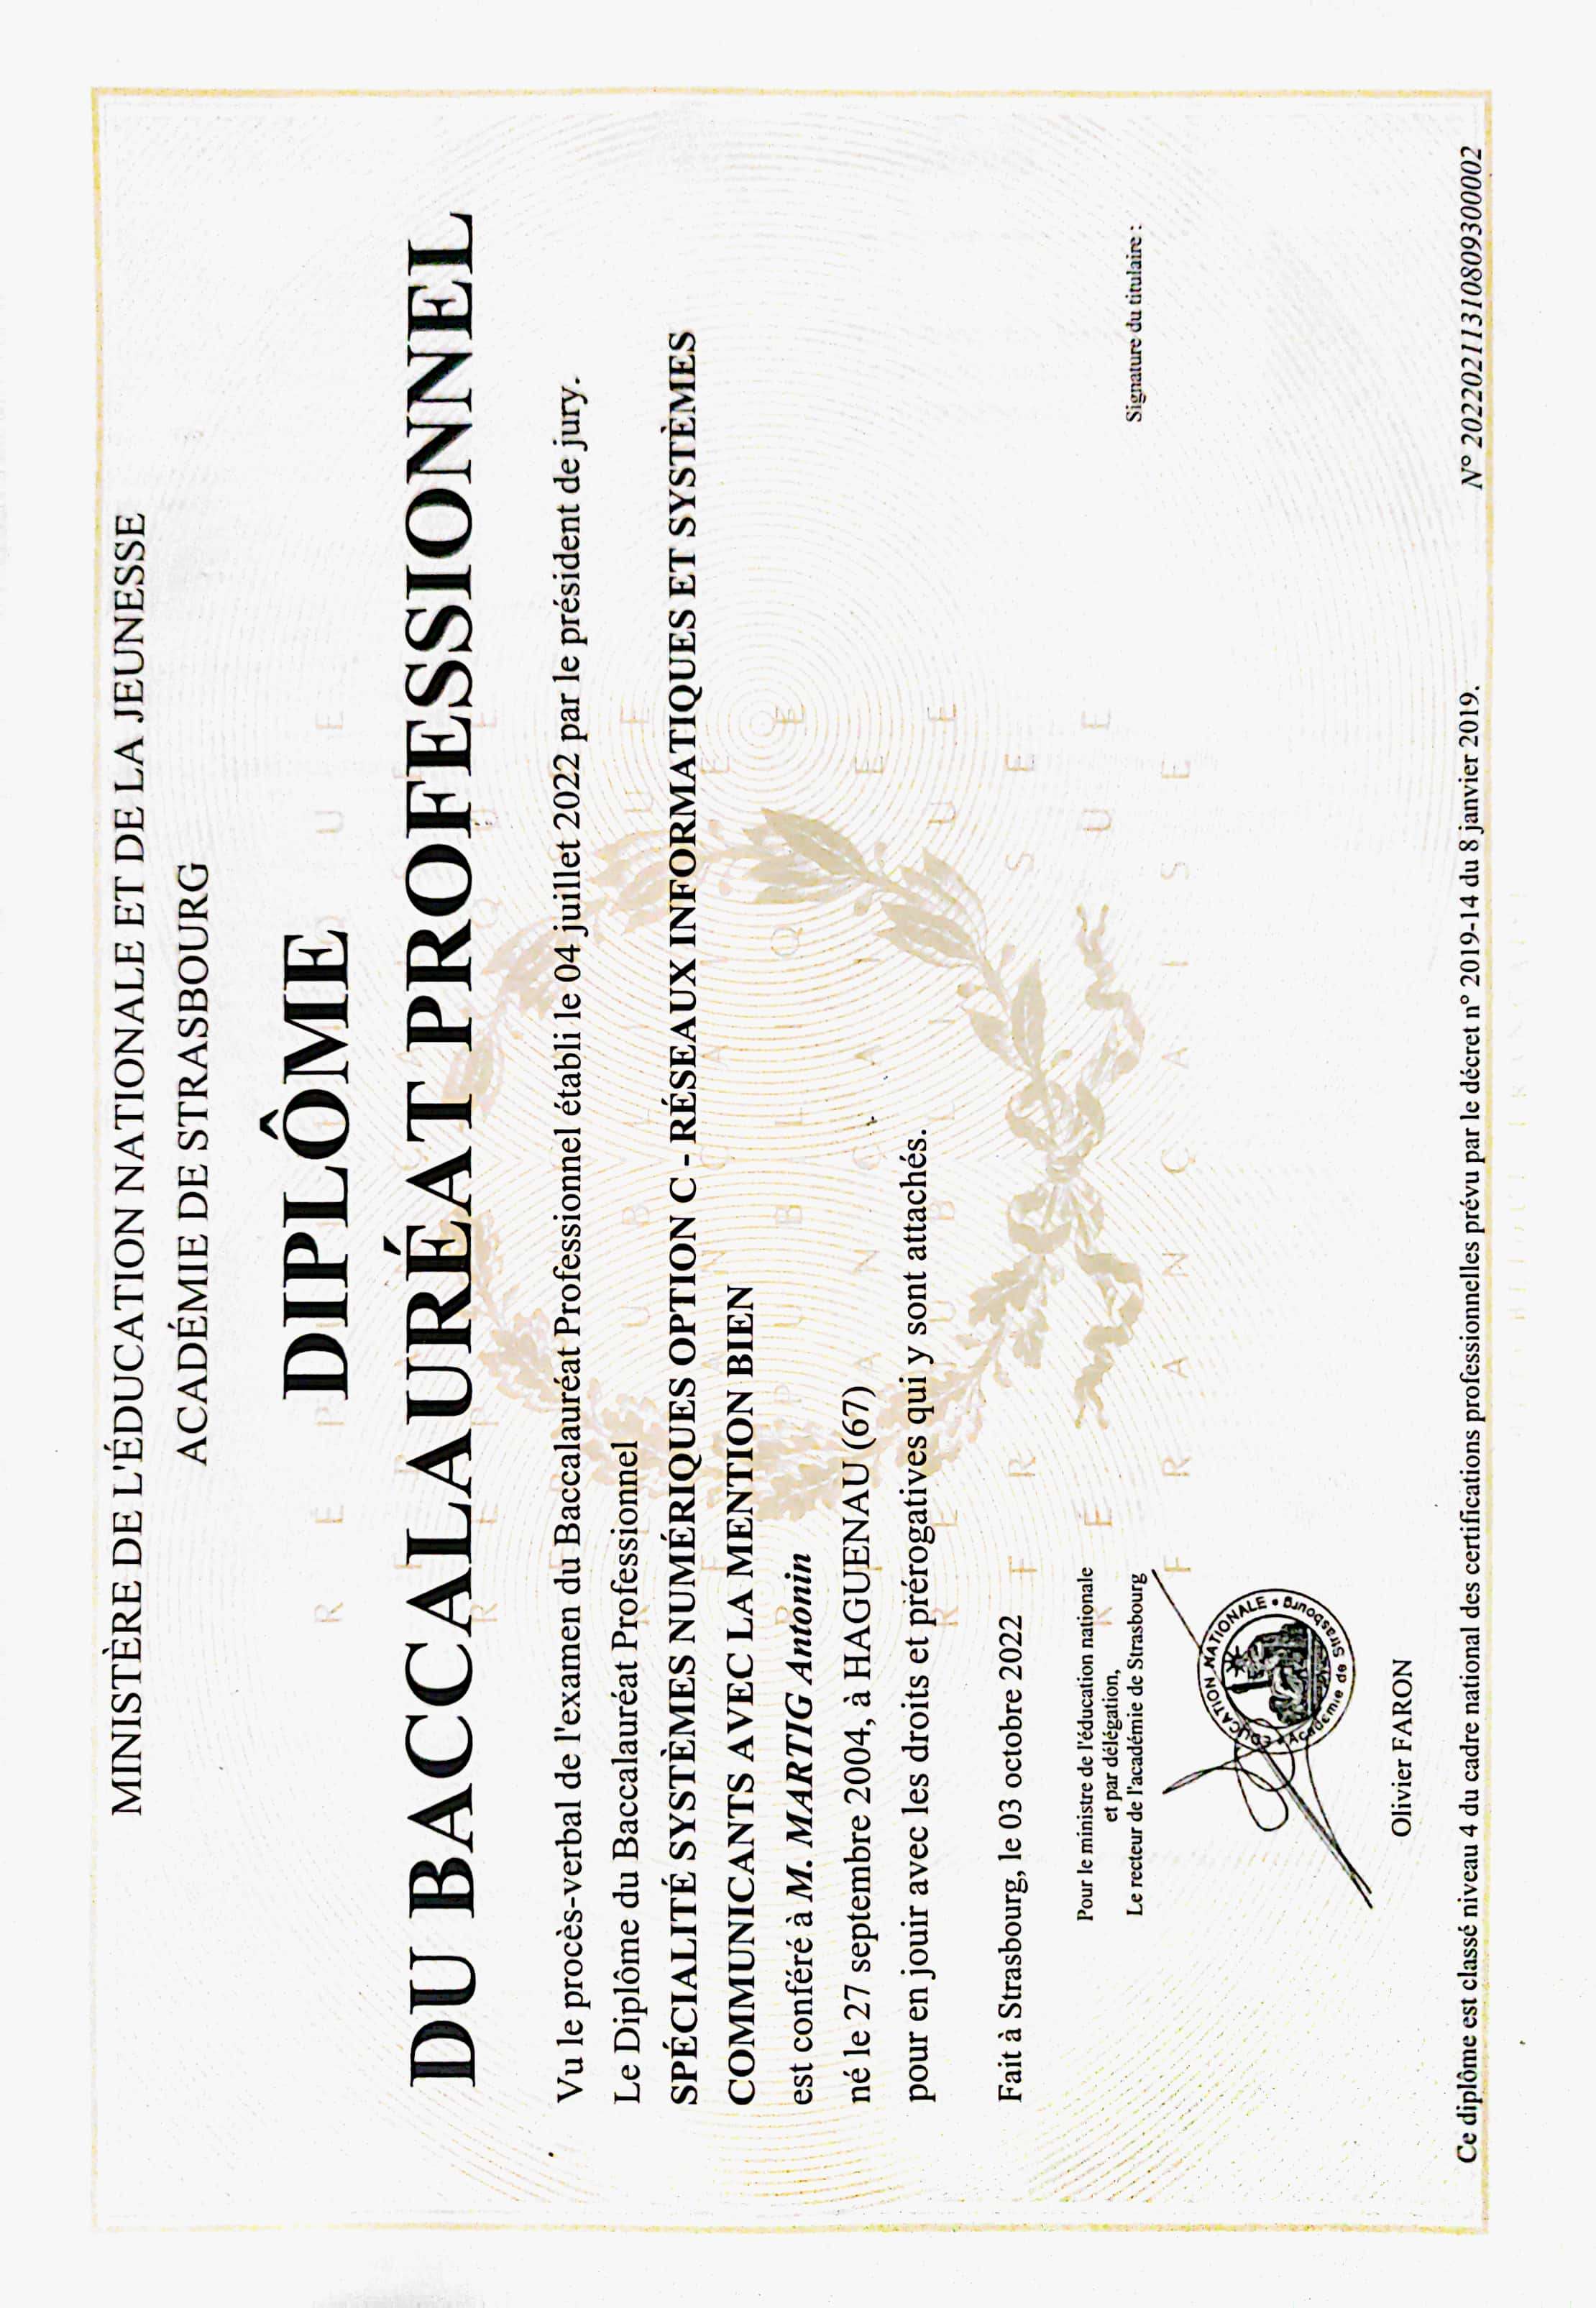 MINISTÈRE DE L'ÉDUCATION NATIONALE ET DE LA JEUNESSE
ACADÉMIE DE STRASBOURG
DIPLÔME
DU BACCALAURÉAT PROFESSIONNEL
Vu le procès-verbal de l'examen du Baccalauréat Professionnel établi le 04 juillet 2022 par le président de jury.
Le Diplôme du Baccalauréat Professionnel
SPÉCIALITÉ SYSTÈMES NUMÉRIQUES OPTION C - RÉSEAUX INFORMATIQUES ET SYSTÈMES
COMMUNICANTS AVEC LA MENTION BIEN
est conféré à M. MARTIG Antonin
né le 27 septembre 2004, à HAGUENAU (67)
pour en jouir avec les droits et prérogatives qui y sont attachés.
Fait à Strasbourg, le 03 octobre 2022
Pour le ministre de l'éducation nationale
et par délégation,
Le recteur de l'académie de Strasbourg
Signature du titulaire :
EDUCATION NATIONALE • Académie de Strasbourg •
Olivier FARON
Ce diplôme est classé niveau 4 du cadre national des certifications professionnelles prévu par le décret n° 2019-14 du 8 janvier 2019.
N° 20220211310809300002